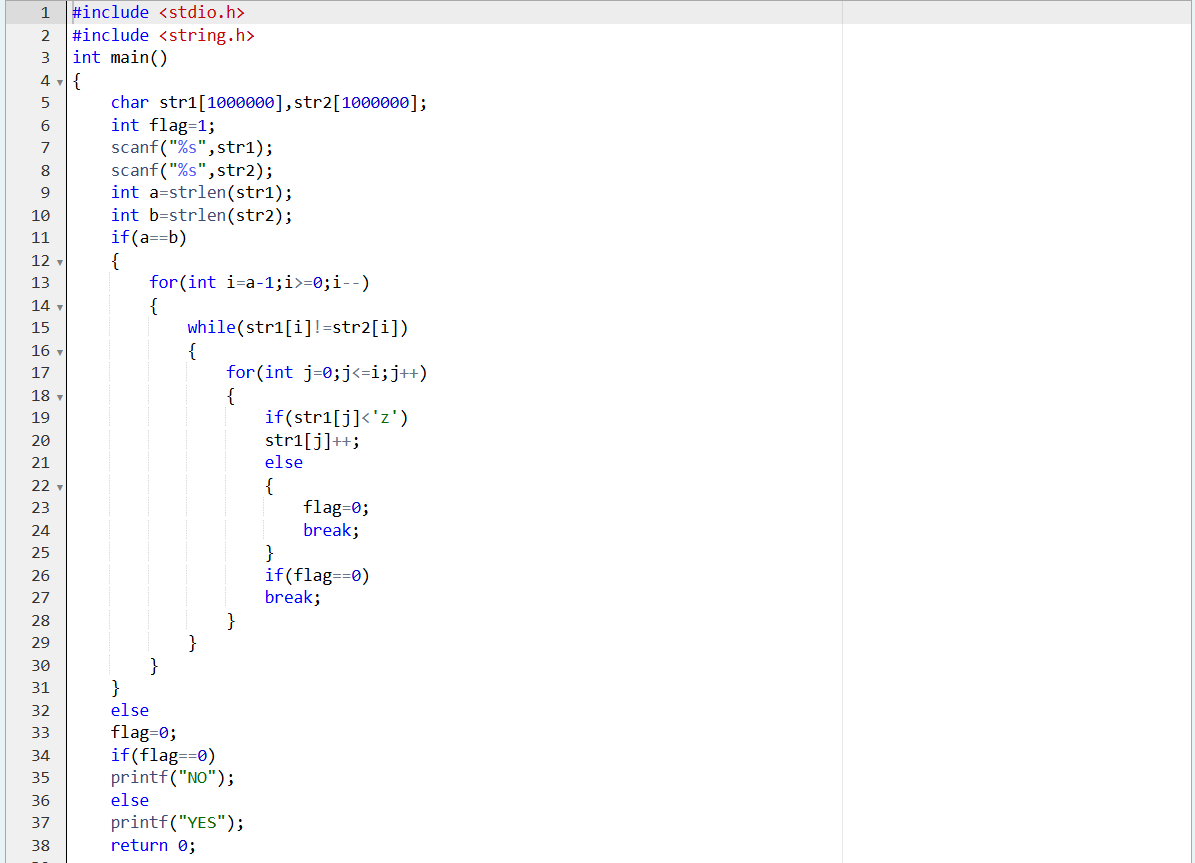 1 #include <stdio.h>
2 #include <string.h>
3 int main()
4 {
5 char str1[1000000],str2[1000000];
6 int flag=1;
7 scanf("%s",str1);
8 scanf("%s",str2);
9 int a=strlen(str1);
10 int b=strlen(str2);
11 if(a==b)
12 {
13 for(int i=a-1;i>=0;i--)
14 {
15 while(str1[i]!=str2[i])
16 {
17 for(int j=0;j<=i;j++)
18 {
19 if(str1[j]<'z')
20 str1[j]++;
21 else
22 {
23 flag=0;
24 break;
25 }
26 if(flag==0)
27 break;
28 }
29 }
30 }
31 }
32 else
33 flag=0;
34 if(flag==0)
35 printf("NO");
36 else
37 printf("YES");
38 return 0;